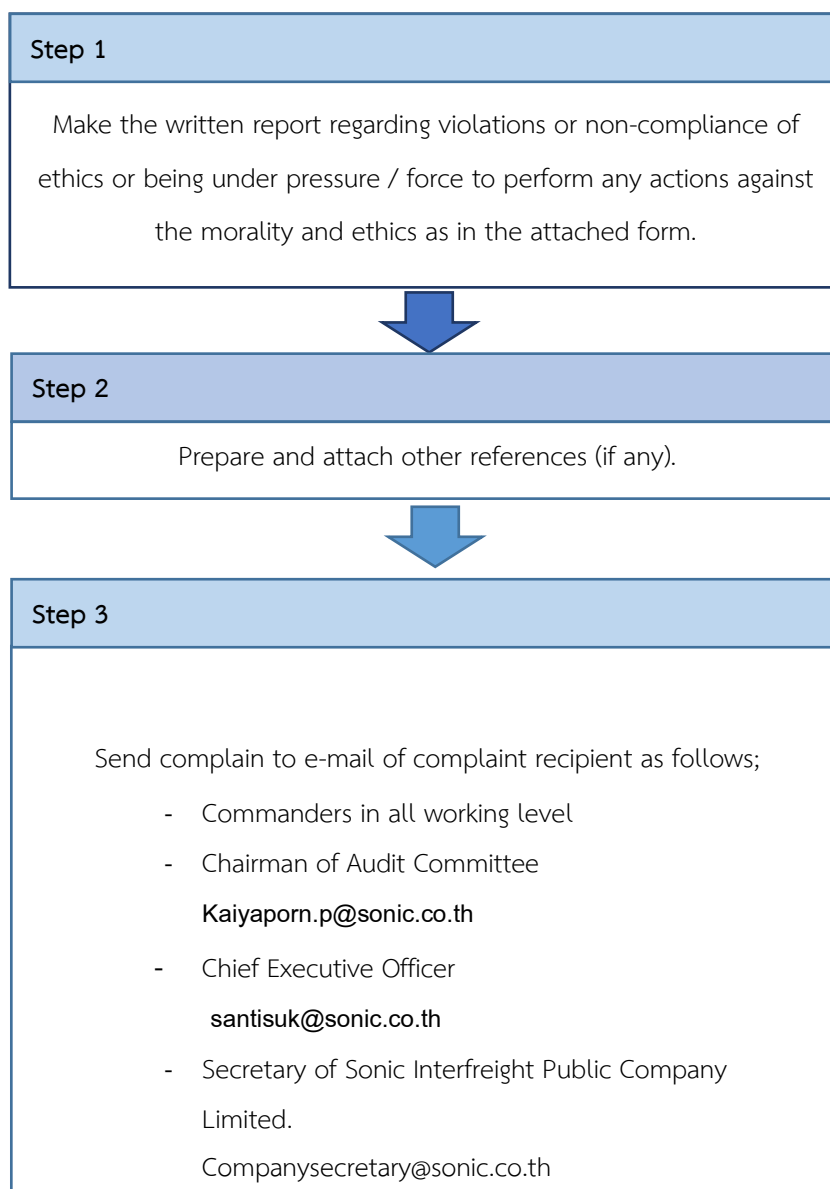 Step 1
Make the written report regarding violations or non-compliance of
ethics or being under pressure / force to perform any actions against
the morality and ethics as in the attached form.
Step 2
Prepare and attach other references (if any).
Step 3
Send complain to e-mail of complaint recipient as follows;
- Commanders in all working level
- Chairman of Audit Committee
Kaiyaporn.p@sonic.co.th
- Chief Executive Officer
santisuk@sonic.co.th
- Secretary of Sonic Interfreight Public Company
Limited.
Companysecretary@sonic.co.th